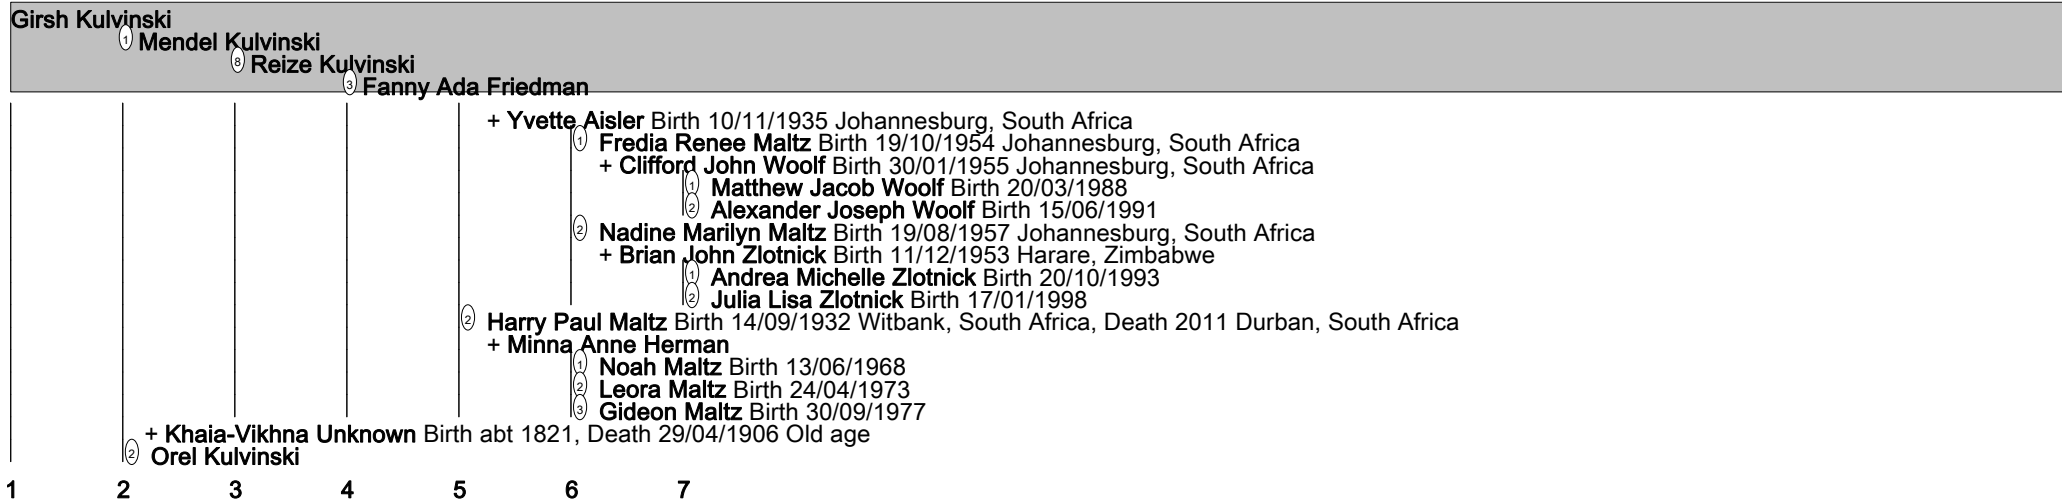 Girsh Kulvinski
1 Mendel Kulvinski
8 Reize Kulvinski
3 Fanny Ada Friedman
+ Yvette Aisler Birth 10/11/1935 Johannesburg, South Africa
1 Fredia Renee Maltz Birth 19/10/1954 Johannesburg, South Africa
+ Clifford John Woolf Birth 30/01/1955 Johannesburg, South Africa
1 Matthew Jacob Woolf Birth 20/03/1988
2 Alexander Joseph Woolf Birth 15/06/1991
2 Nadine Marilyn Maltz Birth 19/08/1957 Johannesburg, South Africa
+ Brian John Zlotnick Birth 11/12/1953 Harare, Zimbabwe
1 Andrea Michelle Zlotnick Birth 20/10/1993
2 Julia Lisa Zlotnick Birth 17/01/1998
2 Harry Paul Maltz Birth 14/09/1932 Witbank, South Africa, Death 2011 Durban, South Africa
+ Minna Anne Herman
1 Noah Maltz Birth 13/06/1968
2 Leora Maltz Birth 24/04/1973
3 Gideon Maltz Birth 30/09/1977
+ Khaia-Vikhna Unknown Birth abt 1821, Death 29/04/1906 Old age
2 Orel Kulvinski
1 2 3 4 5 6 7